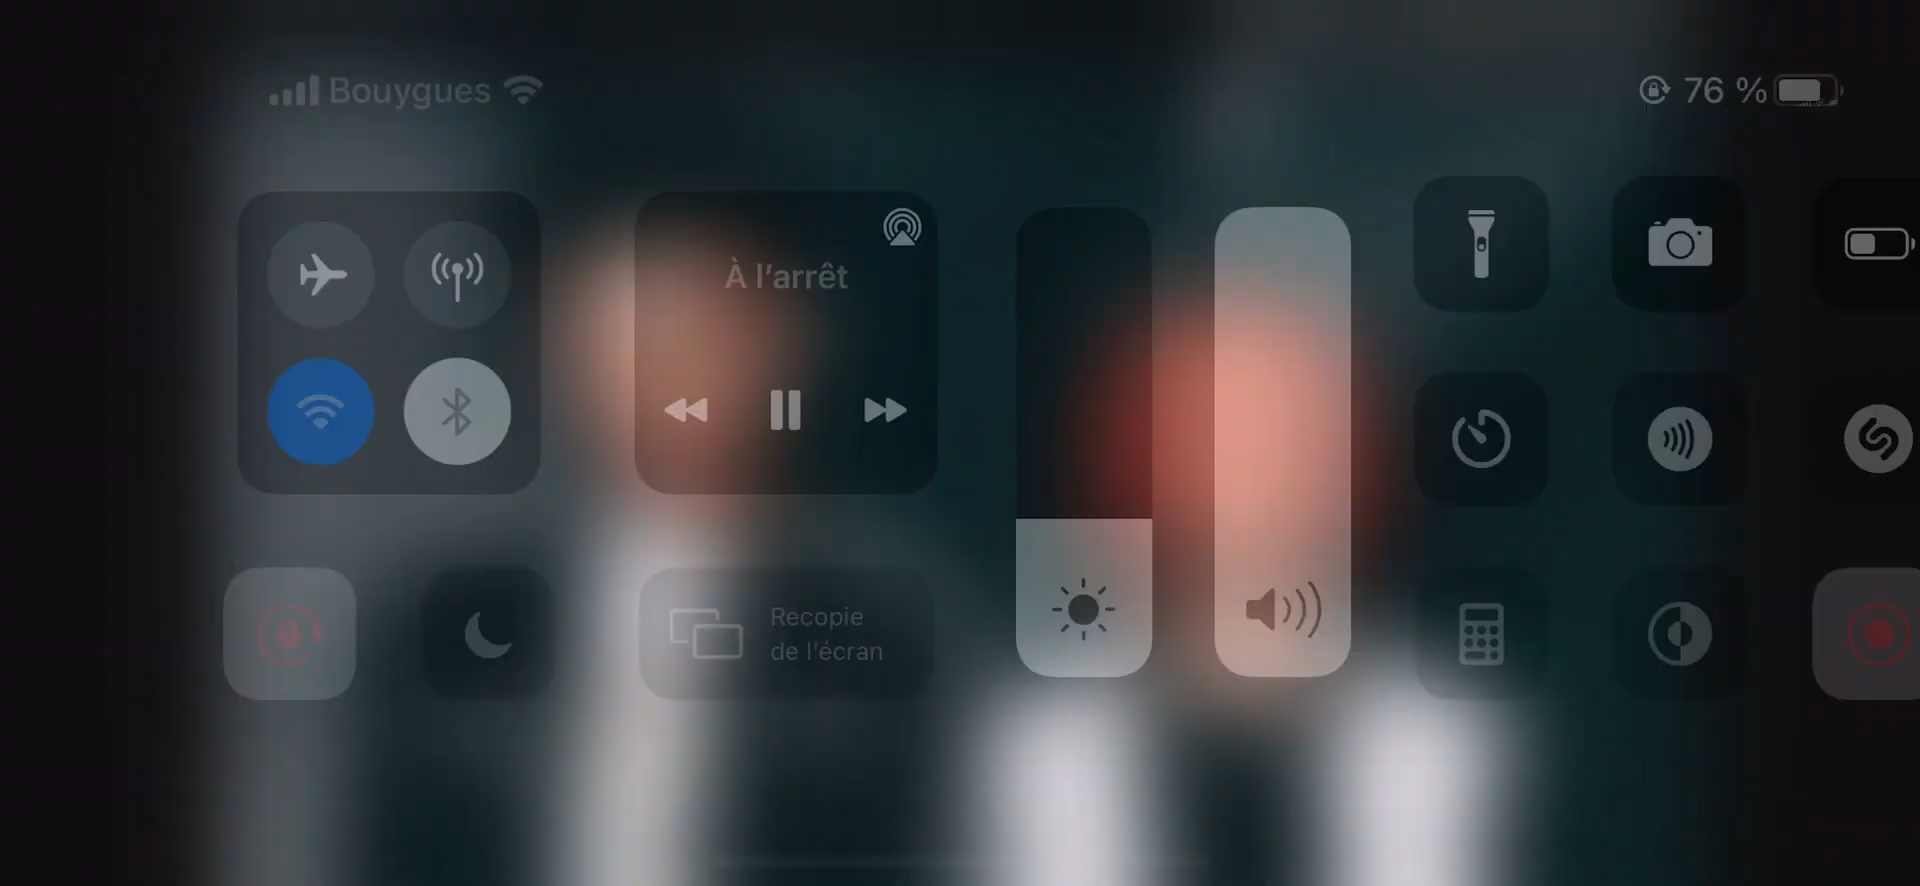 Bouygues
76 %
À l'arrêt
Recopie
de l'écran